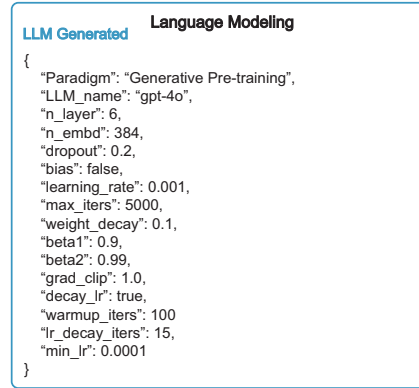 Language Modeling
LLM Generated
{
“Paradigm”: “Generative Pre-training”,
“LLM_name”: “gpt-4o”,
“n_layer”: 6,
“n_embd”: 384,
“dropout”: 0.2,
“bias”: false,
“learning_rate”: 0.001,
“max_iters”: 5000,
“weight_decay”: 0.1,
“beta1”: 0.9,
“beta2”: 0.99,
“grad_clip”: 1.0,
“decay_lr”: true,
“warmup_iters”: 100
“lr_decay_iters”: 15,
“min_lr”: 0.0001
}